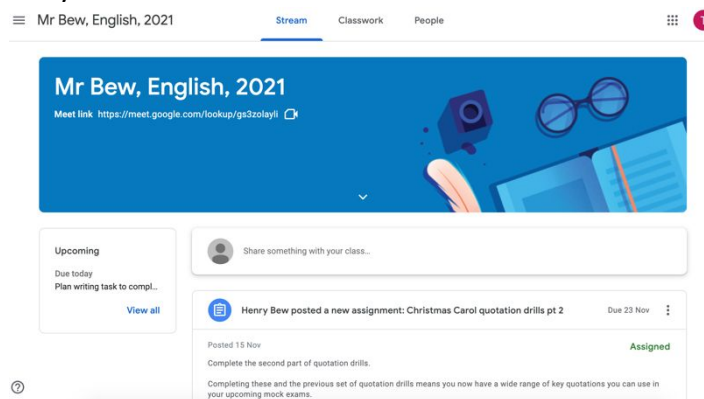 Mr Bew, English, 2021
Stream Classwork People
Mr Bew, English, 2021
Meet link https://meet.google.com/lookup/gs3zolayli
Upcoming
Due today
Plan writing task to compl...
View all
Share something with your class...
Henry Bew posted a new assignment: Christmas Carol quotation drills pt 2 Due 23 Nov
Posted 15 Nov Assigned
Complete the second part of quotation drills.
Completing these and the previous set of quotation drills means you now have a wide range of key quotations you can use in
your upcoming mock exams.